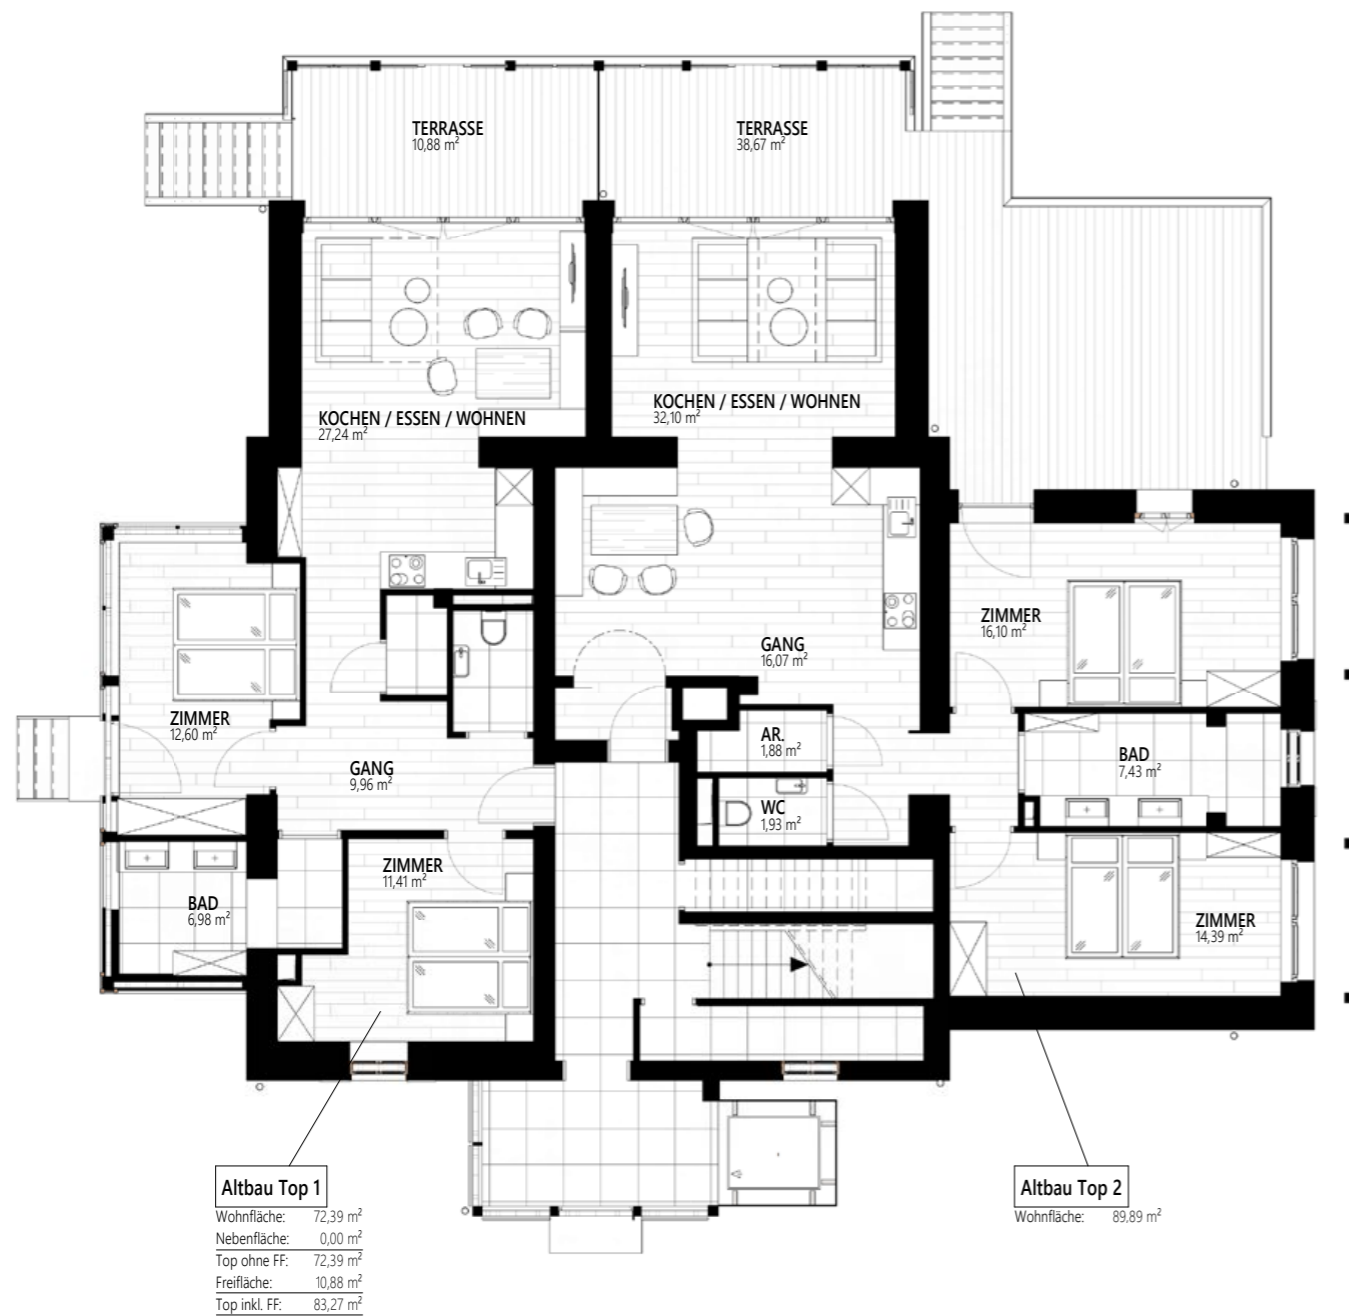 TERRASSE
10,88 m²
TERRASSE
38,67 m²
KOCHEN / ESSEN / WOHNEN
27,24 m²
KOCHEN / ESSEN / WOHNEN
32,10 m²
ZIMMER
16,10 m²
GANG
16,07 m²
ZIMMER
12,60 m²
AR.
1,88 m²
BAD
7,43 m²
GANG
9,96 m²
WC
1,93 m²
ZIMMER
11,41 m²
BAD
6,98 m²
ZIMMER
14,39 m²
Altbau Top 1
Wohnfläche: 72,39 m²
Nebenfläche: 0,00 m²
Top ohne FF: 72,39 m²
Freifläche: 10,88 m²
Top inkl. FF: 83,27 m²
Altbau Top 2
Wohnfläche: 89,89 m²